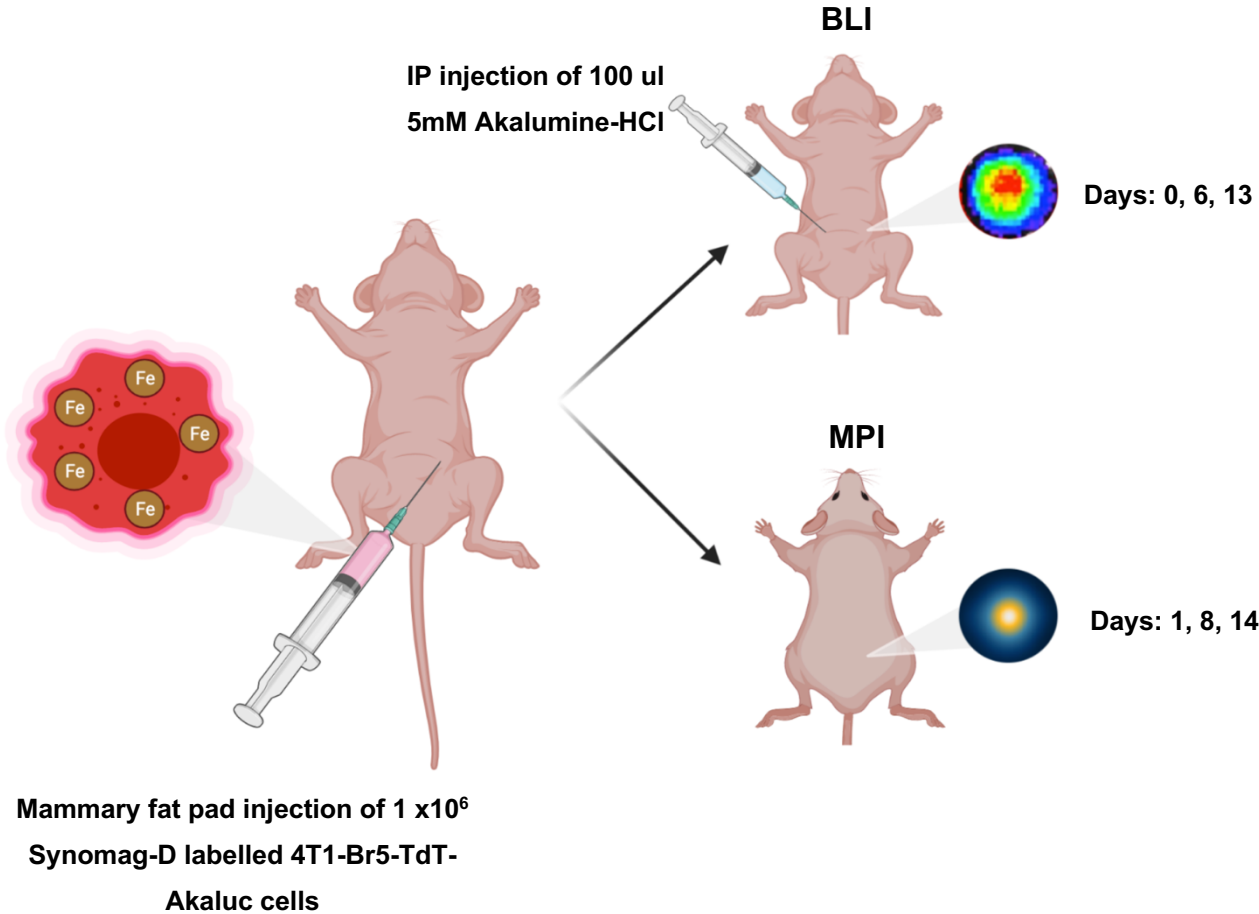 BLI
IP injection of 100 ul
5mM Akalumine-HCl
Days: 0, 6, 13
Fe
Fe
Fe
Fe
Fe
MPI
Days: 1, 8, 14
Mammary fat pad injection of 1 x10⁶
Synomag-D labelled 4T1-Br5-TdT-
Akaluc cells